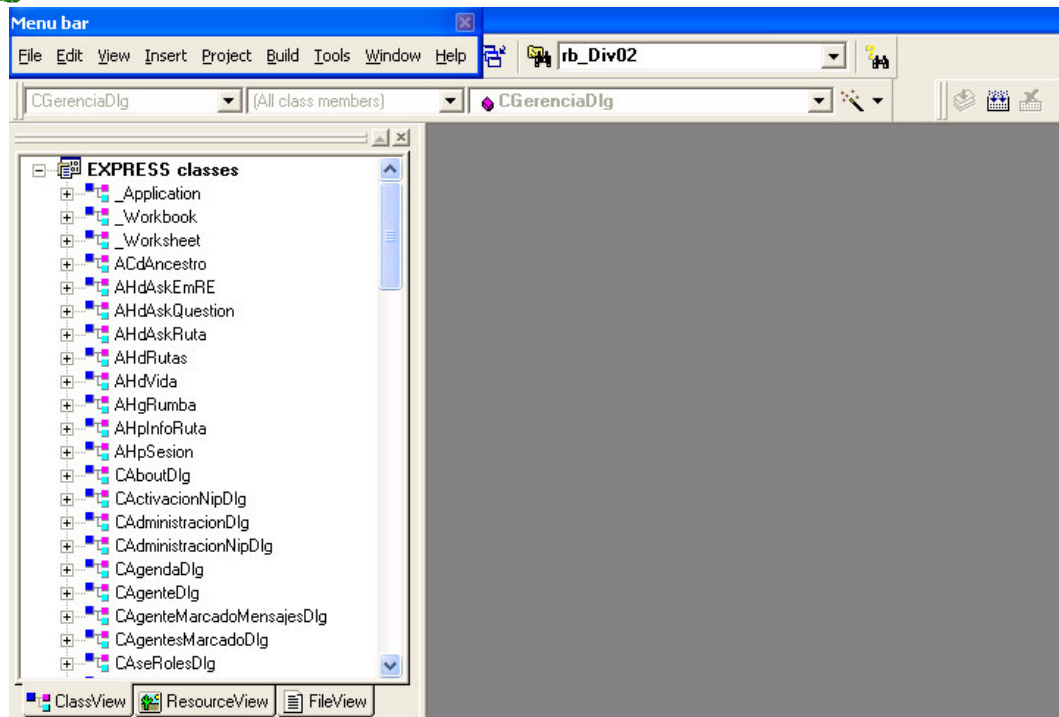 Menu bar
File Edit View Insert Project Build Tools Window Help rb_Div02
CGerenciaDlg (All class members) CGerenciaDlg
EXPRESS classes
_Application
_Workbook
_Worksheet
ACdAncestro
AHdAskEmRE
AHdAskQuestion
AHdAskRuta
AHdRutas
AHdVida
AHgRumba
AHpInfoRuta
AHpSesion
CAboutDlg
CActivacionNipDlg
CAdministracionDlg
CAdministracionNipDlg
CAgendaDlg
CAgenteDlg
CAgenteMarcadoMensajesDlg
CAgentesMarcadoDlg
CAseRolesDlg
ClassView ResourceView FileView